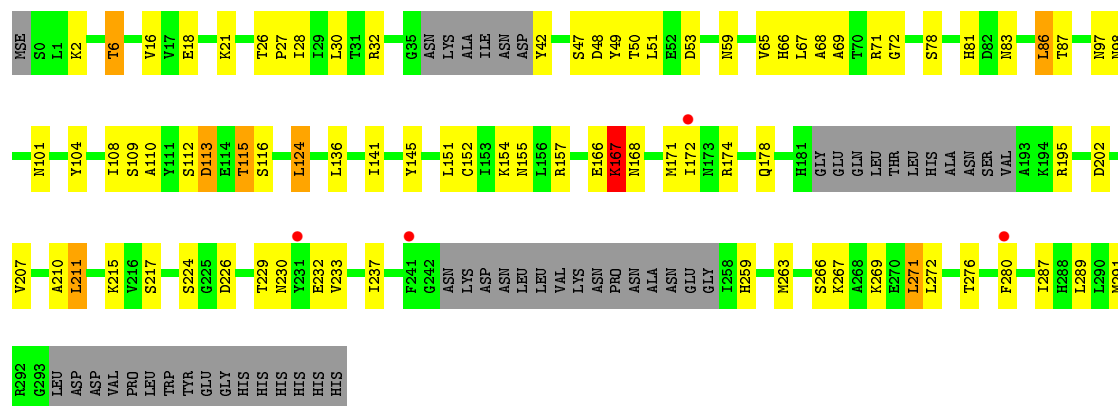 MSE S0 L1 K2 T6 V16 V17 E18 K21 T26 P27 I28 I29 L30 T31 R32 G35 ASN LYS ALA ILE ASN ASP Y42 S47 D48 Y49 T50 L51 E52 D53 N59 V65 H66 L67 A68 A69 T70 R71 G72 S78 H81 D82 N83 L86 T87 N97
N101 Y104 I108 S109 A110 Y111 S112 D113 E114 T115 S116 L124 L136 I141 Y145 L151 C152 I153 K154 N155 L156 R157 E166 K167 N168 M171 I172 N173 R174 Q178 H181 GLY GLU GLN LEU THR LEU HIS ALA ASN SER VAL A193 K194 R195 D202
V207 A210 L211 K215 V216 S217 S224 G225 D226 T229 N230 Y231 E232 V233 I237 F241 G242 ASN LYS ASP ASN LEU LEU VAL LYS ASN PRO ASN ALA ASN GLY GLY I258 H259 M263 S266 K267 A268 K269 E270 L271 L272 T276 F280 I287 H288 L289 L290 M291
R292 G293 LEU ASP ASP VAL PRO LEU TRP TYR GLU GLY HIS HIS HIS HIS HIS HIS